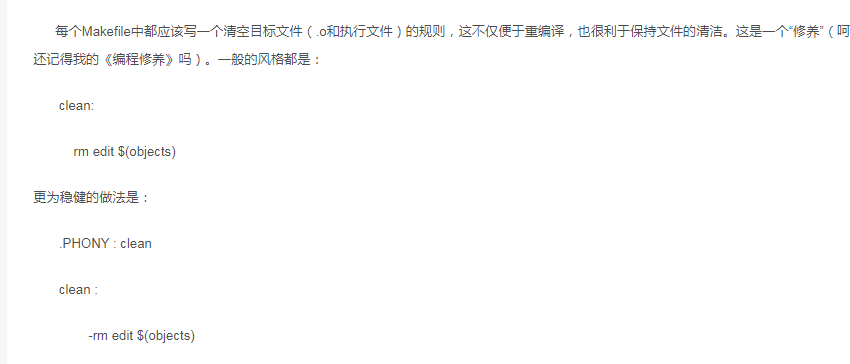 每个Makefile中都应该写一个清空目标文件（.o和执行文件）的规则，这不仅便于重编译，也很利于保持文件的清洁。这是一个“修养”（呵
还记得我的《编程修养》吗）。一般的风格都是：
clean:
rm edit $(objects)
更为稳健的做法是：
.PHONY : clean
clean :
-rm edit $(objects)